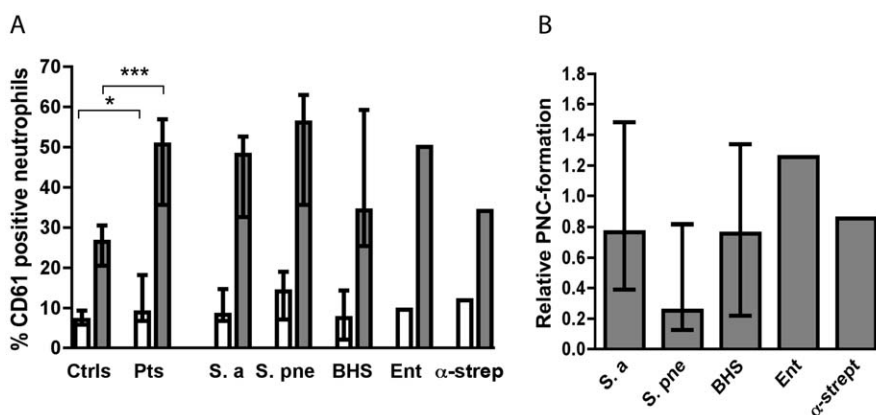 A
% CD61 positive neutrophils
70
60
50
40
30
20
10
0
*
***
Ctrls Pts S. a S. pne BHS Ent α-strep
B
Relative PNC-formation
1.8
1.6
1.4
1.2
1.0
0.8
0.6
0.4
0.2
0.0
S. a
S. pne
BHS
Ent
α-strept